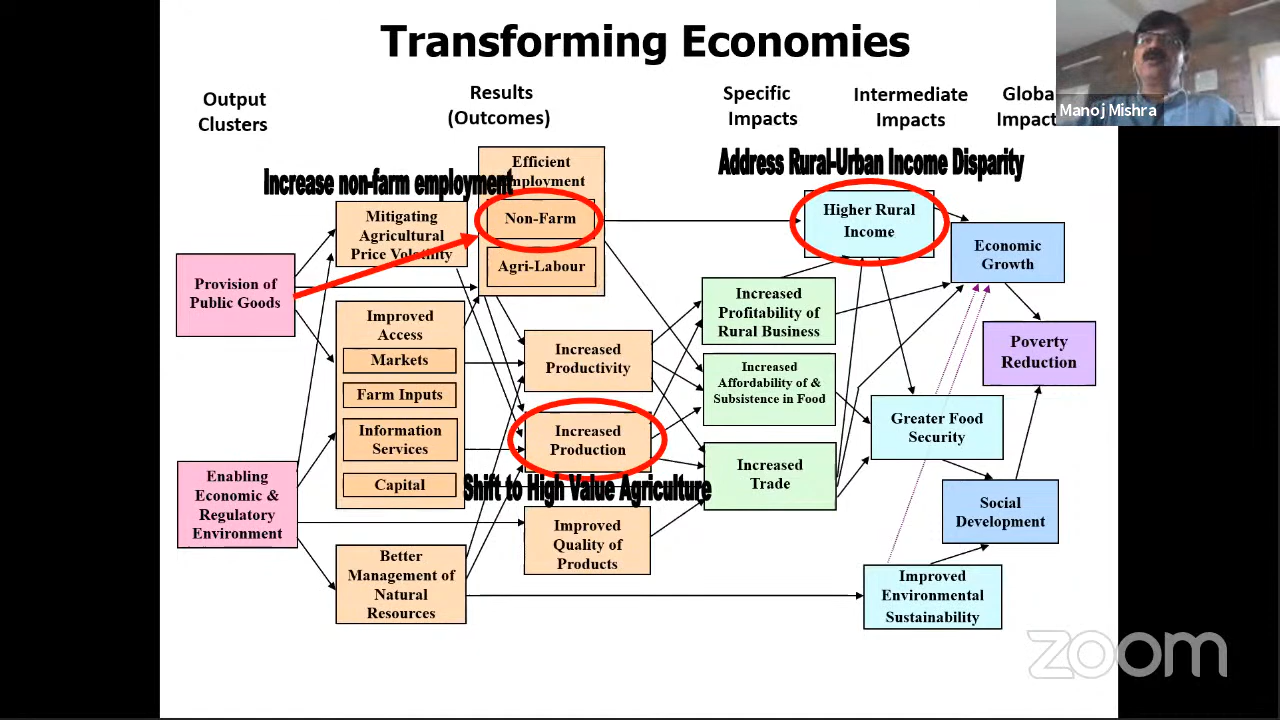 Transforming Economies
Manoj Mishra
Output
Clusters
Results
(Outcomes)
Specific
Impacts
Intermediate
Impacts
Globa
Impact
Increase non-farm employment
Address Rural-Urban Income Disparity
Provision of
Public Goods
Enabling
Economic &
Regulatory
Environment
Mitigating
Agricultural
Price Volatility
Improved
Access
Markets
Farm Inputs
Information
Services
Capital
Better
Management of
Natural
Resources
Efficient
Employment
Non-Farm
Agri-Labour
Increased
Productivity
Increased
Production
Shift to High Value Agriculture
Improved
Quality of
Products
Increased
Profitability of
Rural Business
Increased
Affordability of &
Subsistence in Food
Increased
Trade
Higher Rural
Income
Greater Food
Security
Improved
Environmental
Sustainability
Economic
Growth
Poverty
Reduction
Social
Development
zoom